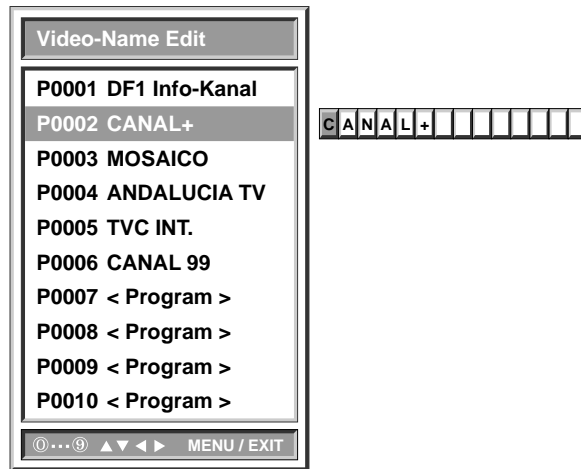 Video-Name Edit
P0001 DF1 Info-Kanal
P0002 CANAL+
CANAL+
P0003 MOSAICO
P0004 ANDALUCIA TV
P0005 TVC INT.
P0006 CANAL 99
P0007 < Program >
P0008 < Program >
P0009 < Program >
P0010 < Program >
⓪···⑨ ▲▼◄► MENU / EXIT